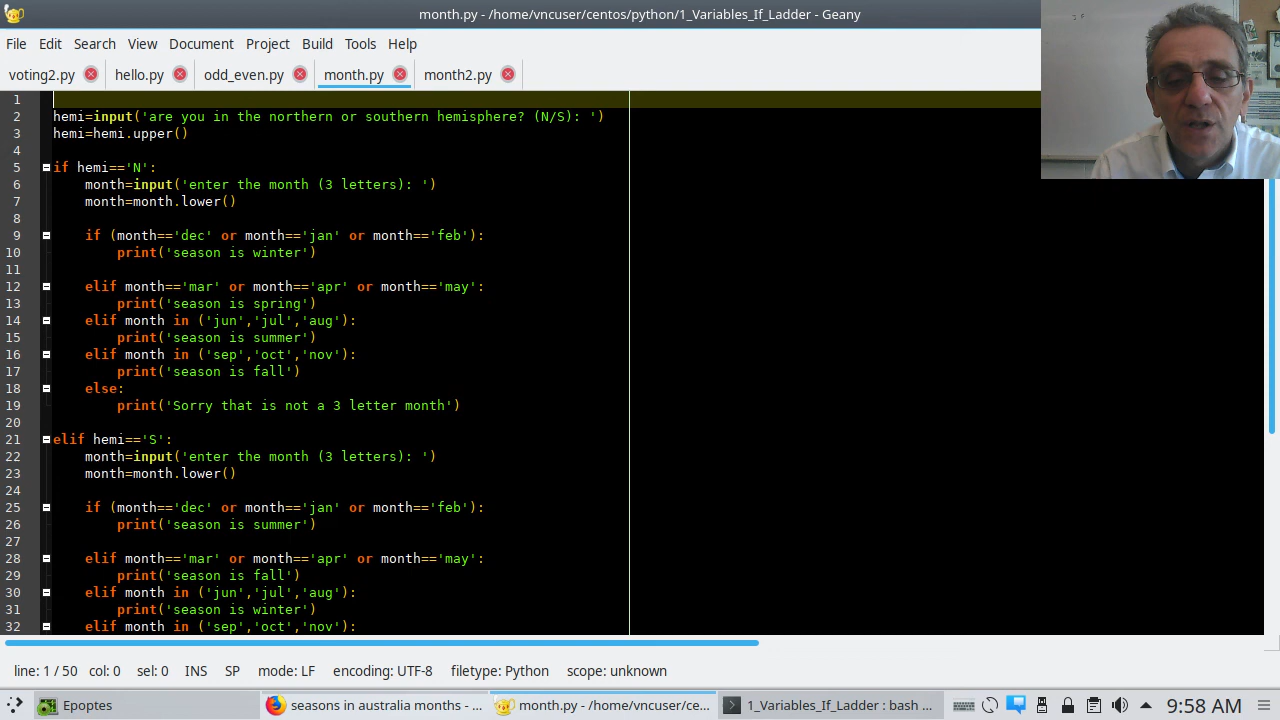 month.py - /home/vncuser/centos/python/1_Variables_If_Ladder - Geany
File Edit Search View Document Project Build Tools Help
voting2.py hello.py odd_even.py month.py month2.py
1
2 hemi=input('are you in the northern or southern hemisphere? (N/S): ')
3 hemi=hemi.upper()
4
5 if hemi=='N':
6 month=input('enter the month (3 letters): ')
7 month=month.lower()
8
9 if (month=='dec' or month=='jan' or month=='feb'):
10 print('season is winter')
11
12 elif month=='mar' or month=='apr' or month=='may':
13 print('season is spring')
14 elif month in ('jun','jul','aug'):
15 print('season is summer')
16 elif month in ('sep','oct','nov'):
17 print('season is fall')
18 else:
19 print('Sorry that is not a 3 letter month')
20
21 elif hemi=='S':
22 month=input('enter the month (3 letters): ')
23 month=month.lower()
24
25 if (month=='dec' or month=='jan' or month=='feb'):
26 print('season is summer')
27
28 elif month=='mar' or month=='apr' or month=='may':
29 print('season is fall')
30 elif month in ('jun','jul','aug'):
31 print('season is winter')
32 elif month in ('sep','oct','nov'):
line: 1 / 50 col: 0 sel: 0 INS SP mode: LF encoding: UTF-8 filetype: Python scope: unknown
Epoptes seasons in australia months - ... month.py - /home/vncuser/ce... 1_Variables_If_Ladder : bash ... 9:58 AM